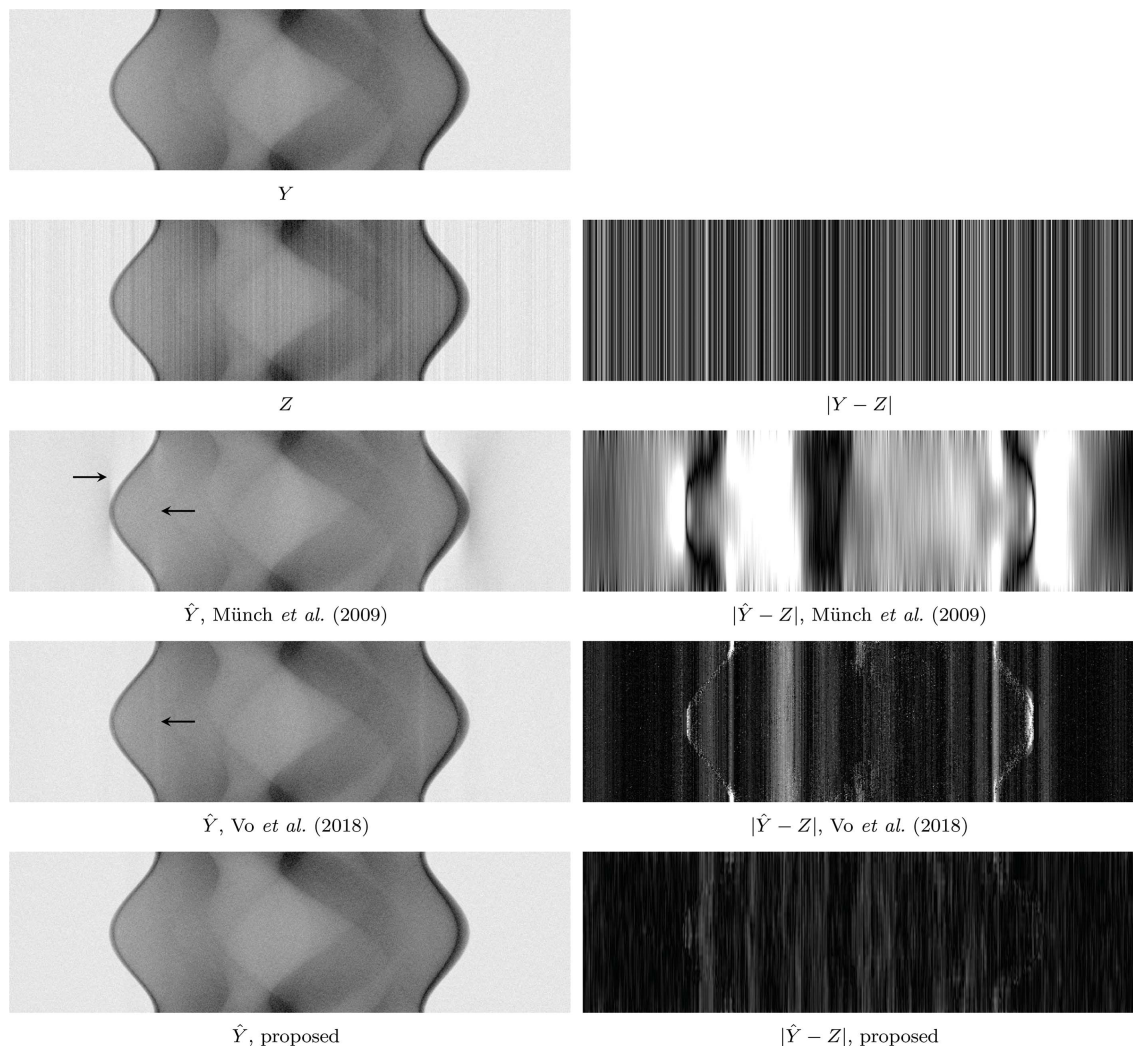 Y
Z
|Y − Z|
Ŷ, Münch et al. (2009)
|Ŷ − Z|, Münch et al. (2009)
Ŷ, Vo et al. (2018)
|Ŷ − Z|, Vo et al. (2018)
Ŷ, proposed
|Ŷ − Z|, proposed